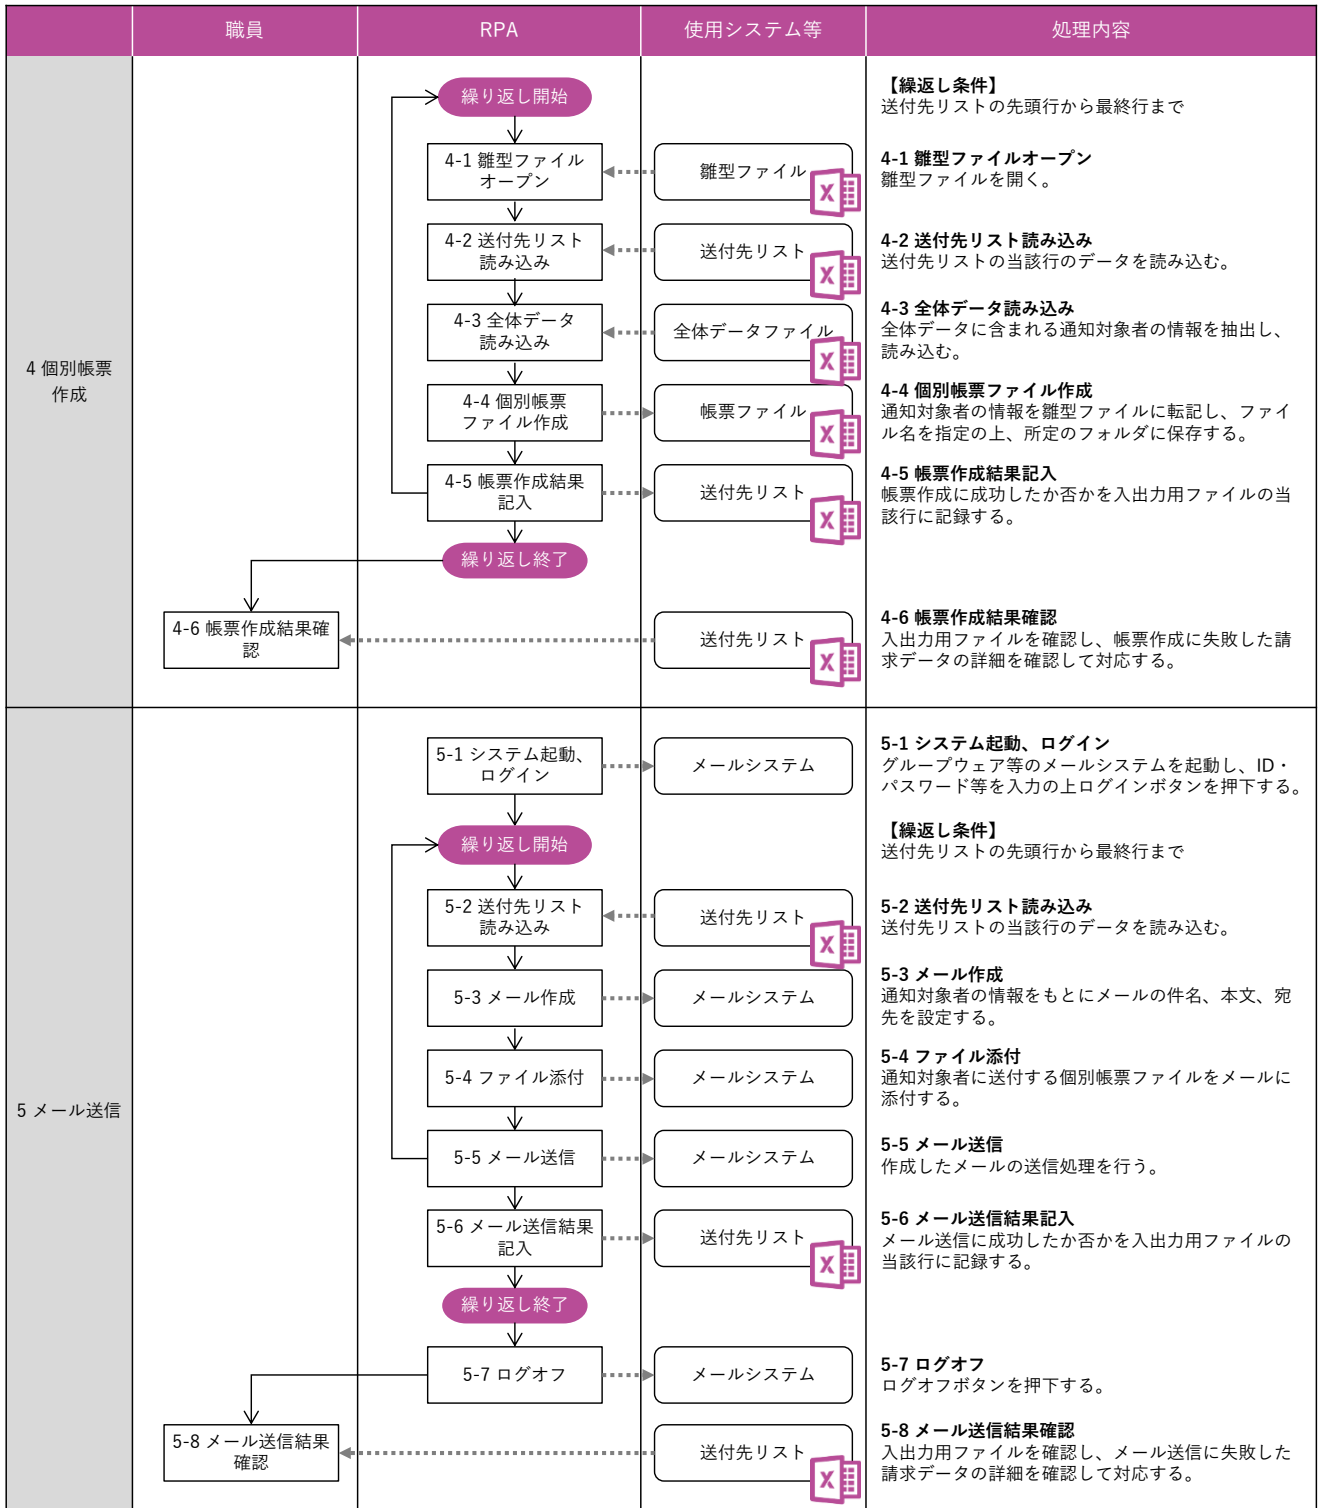 職員
RPA
使用システム等
処理内容
4 個別帳票
作成
繰り返し開始
【繰返し条件】
送付先リストの先頭行から最終行まで
4-1 雛型ファイル
オープン
雛型ファイル
X
4-1 雛型ファイルオープン
雛型ファイルを開く。
4-2 送付先リスト
読み込み
送付先リスト
X
4-2 送付先リスト読み込み
送付先リストの当該行のデータを読み込む。
4-3 全体データ
読み込み
全体データファイル
X
4-3 全体データ読み込み
全体データに含まれる通知対象者の情報を抽出し、
読み込む。
4-4 個別帳票
ファイル作成
帳票ファイル
X
4-4 個別帳票ファイル作成
通知対象者の情報を雛型ファイルに転記し、ファイ
ル名を指定の上、所定のフォルダに保存する。
4-5 帳票作成結果
記入
送付先リスト
X
4-5 帳票作成結果記入
帳票作成に成功したか否かを入出力用ファイルの当
該行に記録する。
繰り返し終了
4-6 帳票作成結果確
認
送付先リスト
X
4-6 帳票作成結果確認
入出力用ファイルを確認し、帳票作成に失敗した請
求データの詳細を確認して対応する。
5 メール送信
5-1 システム起動、
ログイン
メールシステム
5-1 システム起動、ログイン
グループウェア等のメールシステムを起動し、ID・
パスワード等を入力の上ログインボタンを押下する。
繰り返し開始
【繰返し条件】
送付先リストの先頭行から最終行まで
5-2 送付先リスト
読み込み
送付先リスト
X
5-2 送付先リスト読み込み
送付先リストの当該行のデータを読み込む。
5-3 メール作成
メールシステム
5-3 メール作成
通知対象者の情報をもとにメールの件名、本文、宛
先を設定する。
5-4 ファイル添付
メールシステム
5-4 ファイル添付
通知対象者に送付する個別帳票ファイルをメールに
添付する。
5-5 メール送信
メールシステム
5-5 メール送信
作成したメールの送信処理を行う。
5-6 メール送信結果
記入
送付先リスト
X
5-6 メール送信結果記入
メール送信に成功したか否かを入出力用ファイルの
当該行に記録する。
繰り返し終了
5-7 ログオフ
メールシステム
5-7 ログオフ
ログオフボタンを押下する。
5-8 メール送信結果
確認
送付先リスト
X
5-8 メール送信結果確認
入出力用ファイルを確認し、メール送信に失敗した
請求データの詳細を確認して対応する。